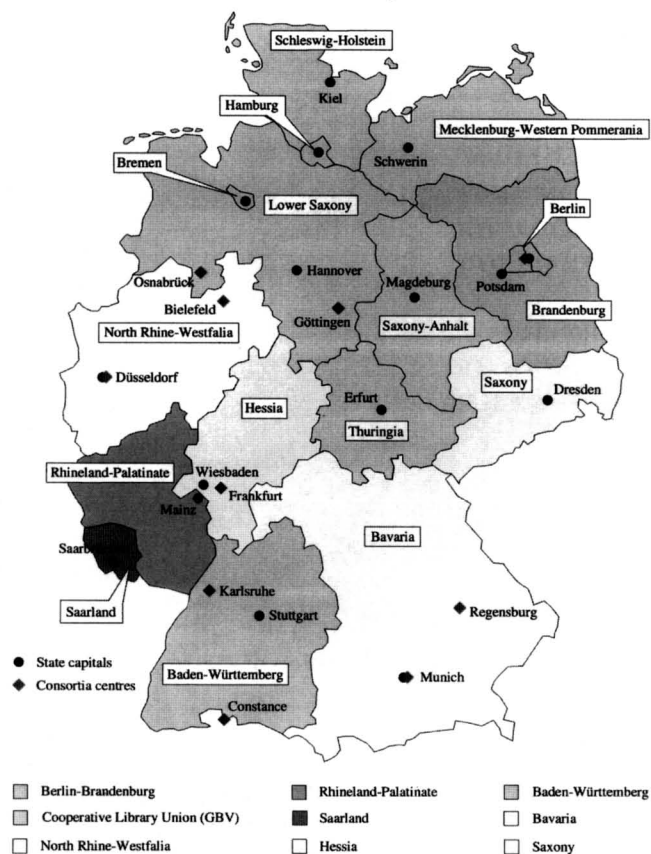 Schleswig-Holstein
Kiel
Hamburg
Mecklenburg-Western Pommerania
Schwerin
Bremen
Lower Saxony
Berlin
Osnabrück
Hannover
Magdeburg
Potsdam
Bielefeld
Göttingen
Brandenburg
North Rhine-Westfalia
Saxony-Anhalt
Saxony
Düsseldorf
Dresden
Hessia
Erfurt
Thuringia
Rhineland-Palatinate
Wiesbaden
Frankfurt
Mainz
Bavaria
Karlsruhe
Saarland
Stuttgart
Regensburg
State capitals
Baden-Württemberg
Munich
Consortia centres
Constance
Berlin-Brandenburg
Rhineland-Palatinate
Baden-Württemberg
Cooperative Library Union (GBV)
Saarland
Bavaria
North Rhine-Westfalia
Hessia
Saxony